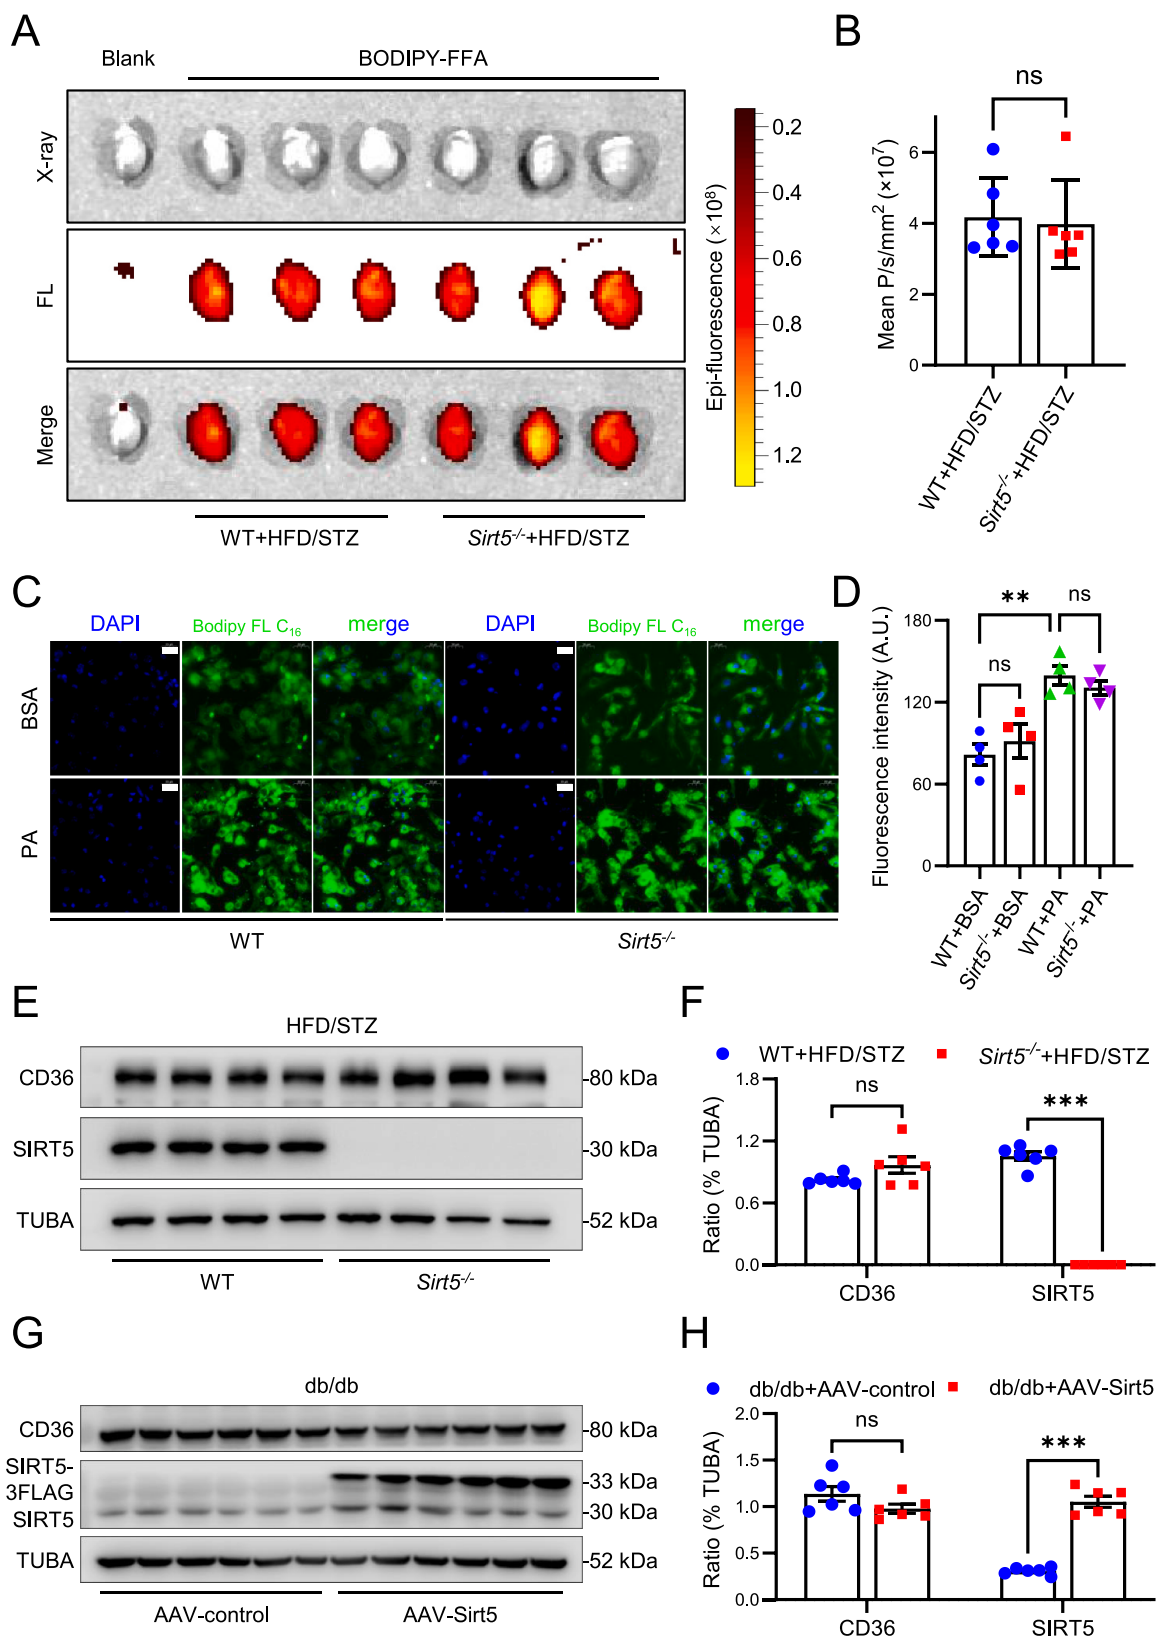 A
Blank
BODIPY-FFA
X-ray
FL
Merge
WT+HFD/STZ
Sirt5-/-+HFD/STZ
0.2
0.4
0.6
0.8
1.0
1.2
Epi-fluorescence (×10⁸)
B
ns
6
4
2
0
Mean P/s/mm² (×10⁷)
WT+HFD/STZ
Sirt5-/-+HFD/STZ
C
DAPI
Bodipy FL C₁₆
merge
DAPI
Bodipy FL C₁₆
merge
BSA
PA
WT
Sirt5-/-
D
** ns
ns
180
120
60
0
Fluorescence intensity (A.U.)
WT+BSA
Sirt5-/-+BSA
WT+PA
Sirt5-/-+PA
E
HFD/STZ
CD36
-80 kDa
SIRT5
-30 kDa
TUBA
-52 kDa
WT
Sirt5-/-
F
WT+HFD/STZ
Sirt5-/-+HFD/STZ
1.8
1.2
0.6
0.0
Ratio (% TUBA)
ns
***
CD36
SIRT5
G
db/db
CD36
-80 kDa
SIRT5-
3FLAG
-33 kDa
SIRT5
-30 kDa
TUBA
-52 kDa
AAV-control
AAV-Sirt5
H
db/db+AAV-control
db/db+AAV-Sirt5
2.0
1.5
1.0
0.5
0.0
Ratio (% TUBA)
ns
***
CD36
SIRT5